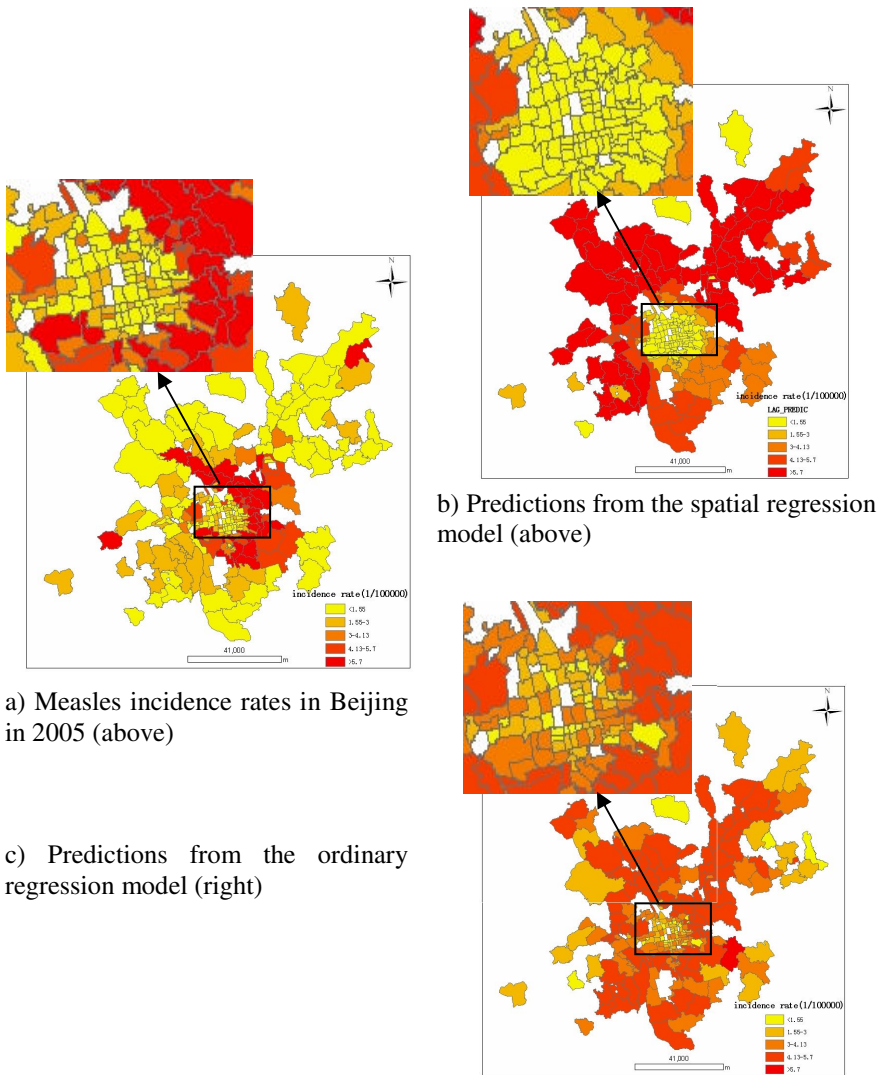 N
incidence rate(1/100000)
<1.55
1.55-3
3-4.13
4.13-5.7
>5.7
41,000
m
a) Measles incidence rates in Beijing
in 2005 (above)
N
incidence rate(1/100000)
LAG_PREDIC
<1.55
1.55-3
3-4.13
4.13-5.7
>5.7
41,000
m
b) Predictions from the spatial regression
model (above)
c) Predictions from the ordinary
regression model (right)
N
incidence rate(1/100000)
<1.55
1.55-3
3-4.13
4.13-5.7
>5.7
41,000
m